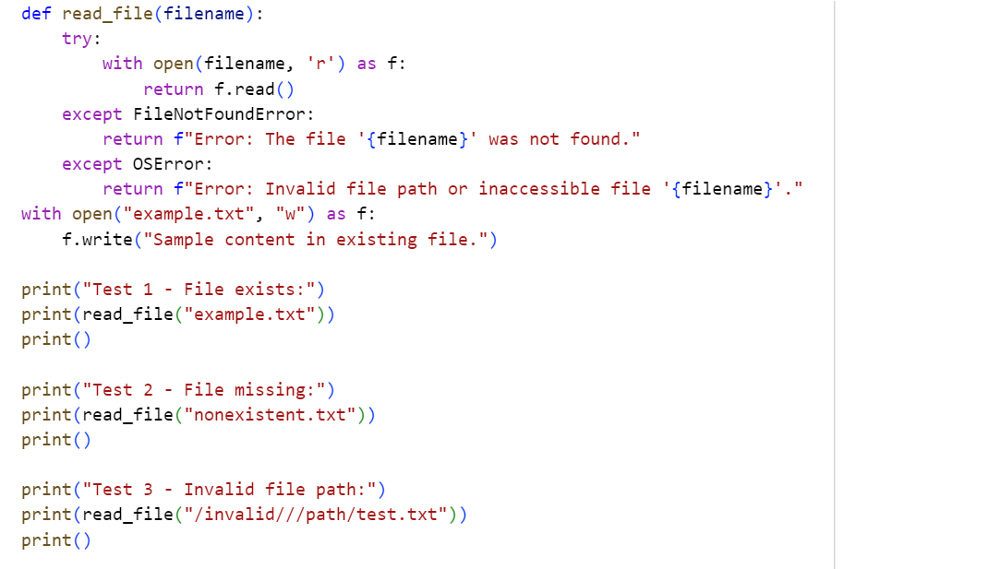 def read_file(filename):
    try:
        with open(filename, 'r') as f:
            return f.read()
    except FileNotFoundError:
        return f"Error: The file '{filename}' was not found."
    except OSError:
        return f"Error: Invalid file path or inaccessible file '{filename}'."
with open("example.txt", "w") as f:
    f.write("Sample content in existing file.")

print("Test 1 - File exists:")
print(read_file("example.txt"))
print()

print("Test 2 - File missing:")
print(read_file("nonexistent.txt"))
print()

print("Test 3 - Invalid file path:")
print(read_file("/invalid///path/test.txt"))
print()